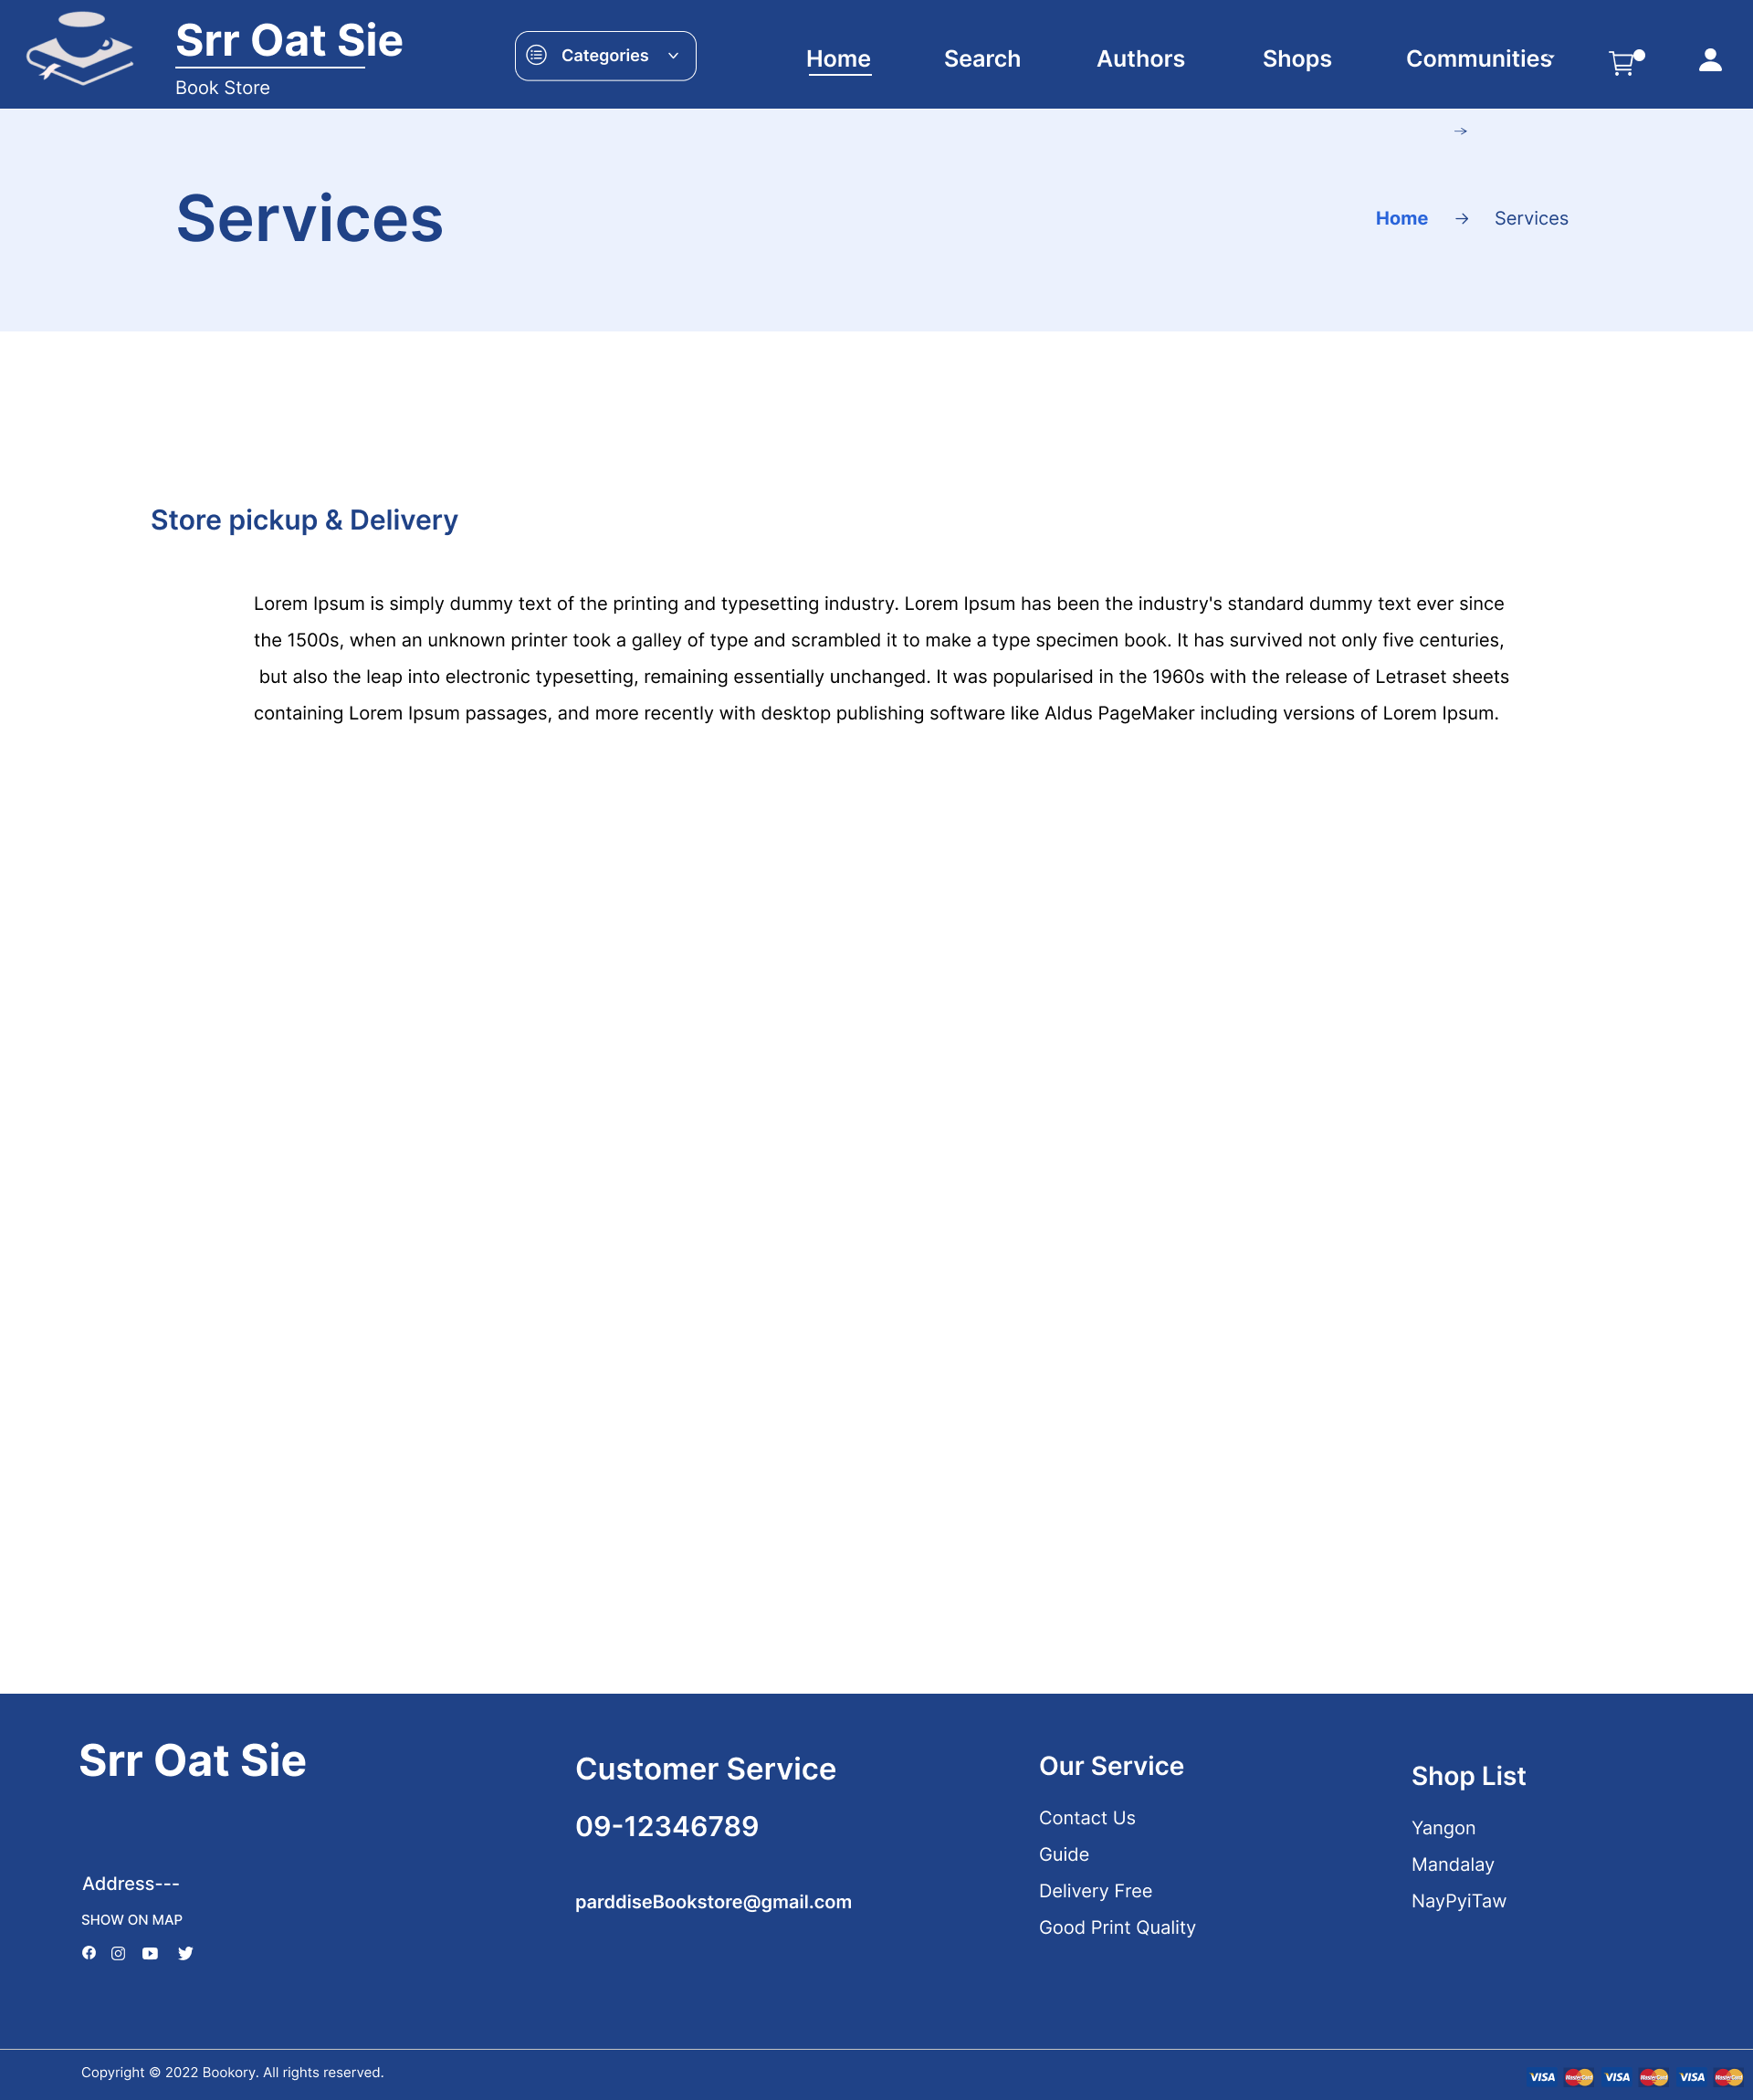 Srr Oat Sie
Book Store
Categories
Home
Search
Authors
Shops
Communities
Services
Home
Services
Store pickup & Delivery
Lorem Ipsum is simply dummy text of the printing and typesetting industry. Lorem Ipsum has been the industry's standard dummy text ever since
the 1500s, when an unknown printer took a galley of type and scrambled it to make a type specimen book. It has survived not only five centuries,
but also the leap into electronic typesetting, remaining essentially unchanged. It was popularised in the 1960s with the release of Letraset sheets
containing Lorem Ipsum passages, and more recently with desktop publishing software like Aldus PageMaker including versions of Lorem Ipsum.
Srr Oat Sie
Address---
SHOW ON MAP
Customer Service
09-12346789
parddiseBookstore@gmail.com
Our Service
Contact Us
Guide
Delivery Free
Good Print Quality
Shop List
Yangon
Mandalay
NayPyiTaw
Copyright © 2022 Bookory. All rights reserved.
VISA
MasterCard
VISA
MasterCard
VISA
MasterCard